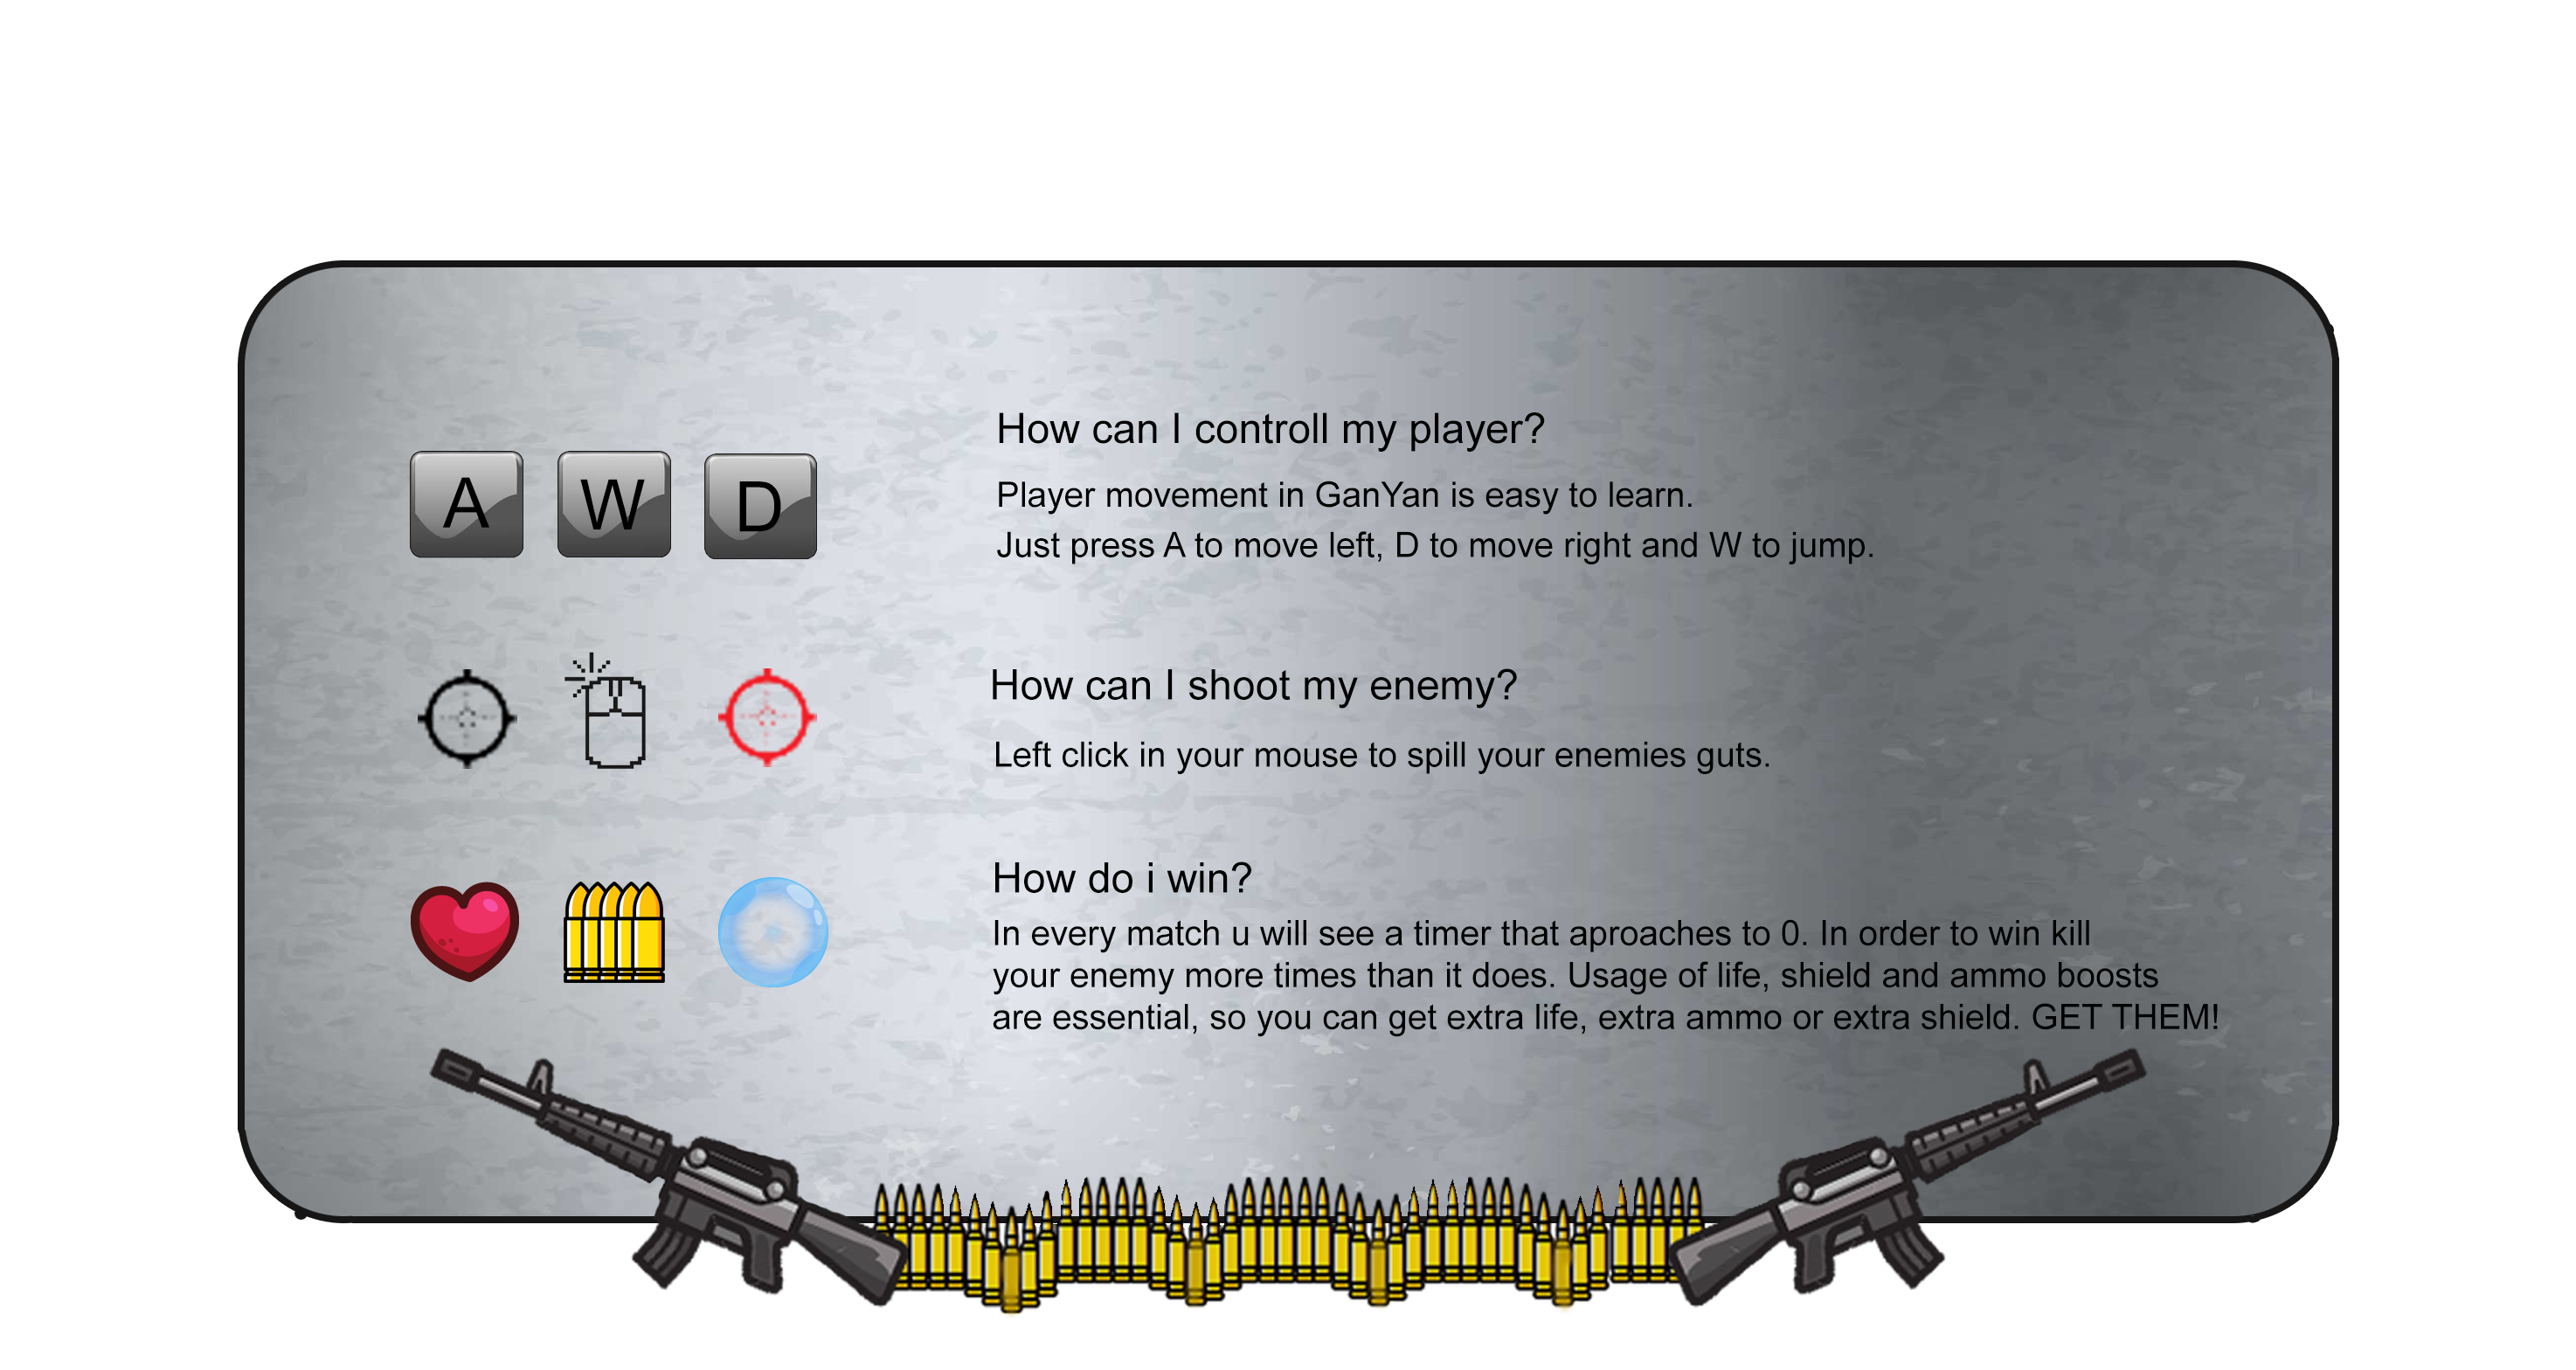 How can I controll my player?
A W D
Player movement in GanYan is easy to learn.
Just press A to move left, D to move right and W to jump.
How can I shoot my enemy?
Left click in your mouse to spill your enemies guts.
How do i win?
In every match u will see a timer that aproaches to 0. In order to win kill
your enemy more times than it does. Usage of life, shield and ammo boosts
are essential, so you can get extra life, extra ammo or extra shield. GET THEM!